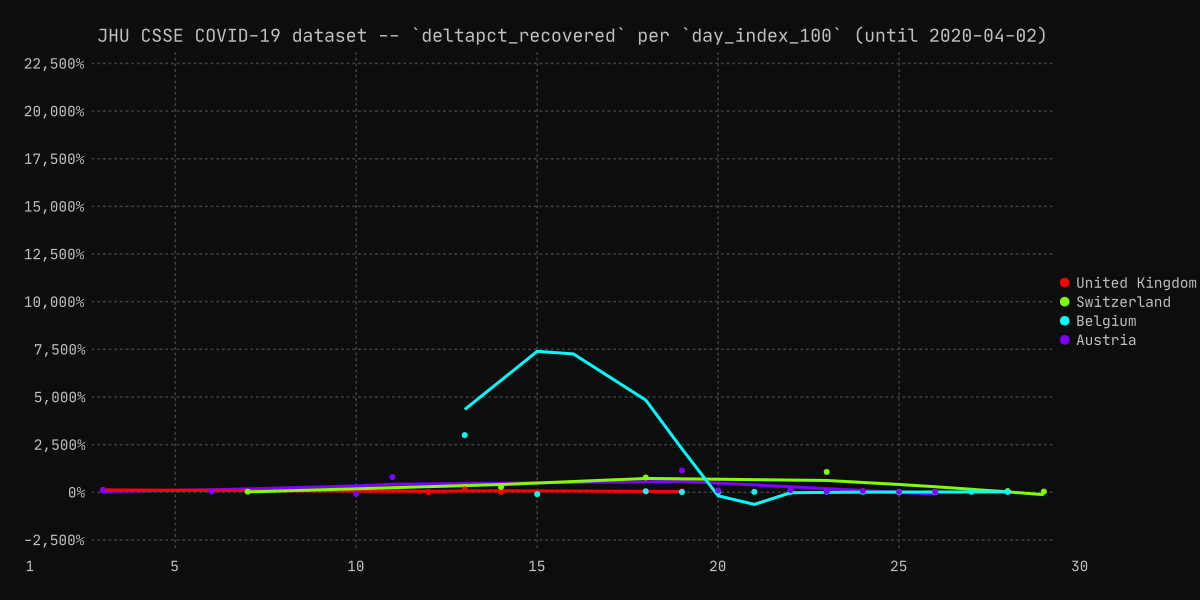 JHU CSSE COVID-19 dataset -- `deltapct_recovered` per `day_index_100` (until 2020-04-02)
22,500%
20,000%
17,500%
15,000%
12,500%
10,000%
7,500%
5,000%
2,500%
0%
-2,500%
1 5 10 15 20 25 30
United Kingdom
Switzerland
Belgium
Austria